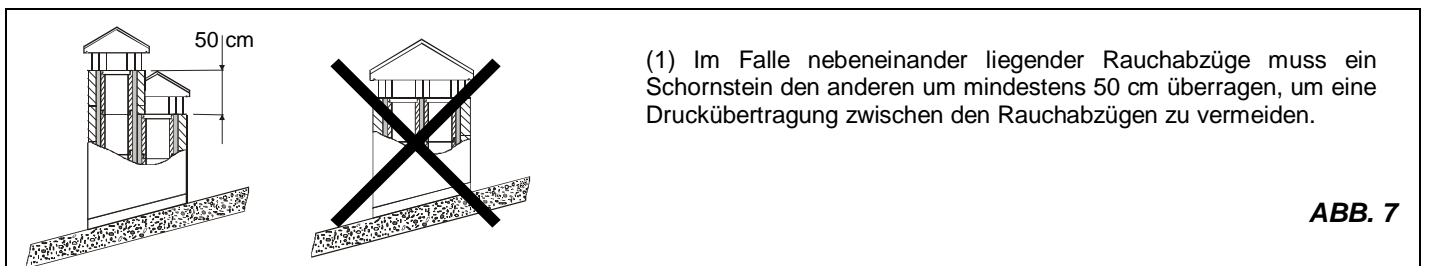 50 cm
(1) Im Falle nebeneinander liegender Rauchabzüge muss ein
Schornstein den anderen um mindestens 50 cm überragen, um eine
Druckübertragung zwischen den Rauchabzügen zu vermeiden.
ABB. 7